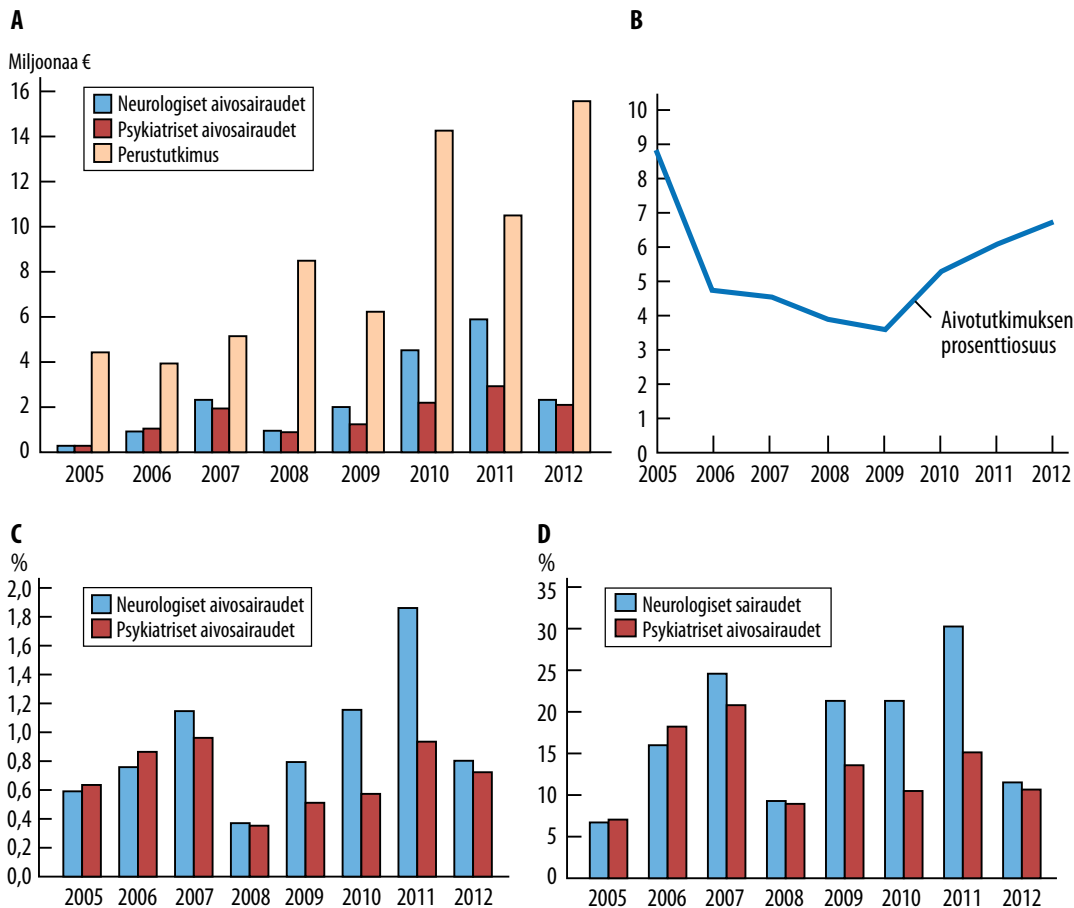 A
Miljoonaa €
16
14
12
10
8
6
4
2
0
Neurologiset aivosairaudet
Psykiatriset aivosairaudet
Perustutkimus
2005 2006 2007 2008 2009 2010 2011 2012
B
10
9
8
7
6
5
4
3
2
1
0
Aivotutkimuksen
prosenttiosuus
2005 2006 2007 2008 2009 2010 2011 2012
C
%
2,0
1,8
1,6
1,4
1,2
1,0
0,8
0,6
0,4
0,2
0,0
Neurologiset aivosairaudet
Psykiatriset aivosairaudet
2005 2006 2007 2008 2009 2010 2011 2012
D
%
35
30
25
20
15
10
5
0
Neurologiset sairaudet
Psykiatriset aivosairaudet
2005 2006 2007 2008 2009 2010 2011 2012